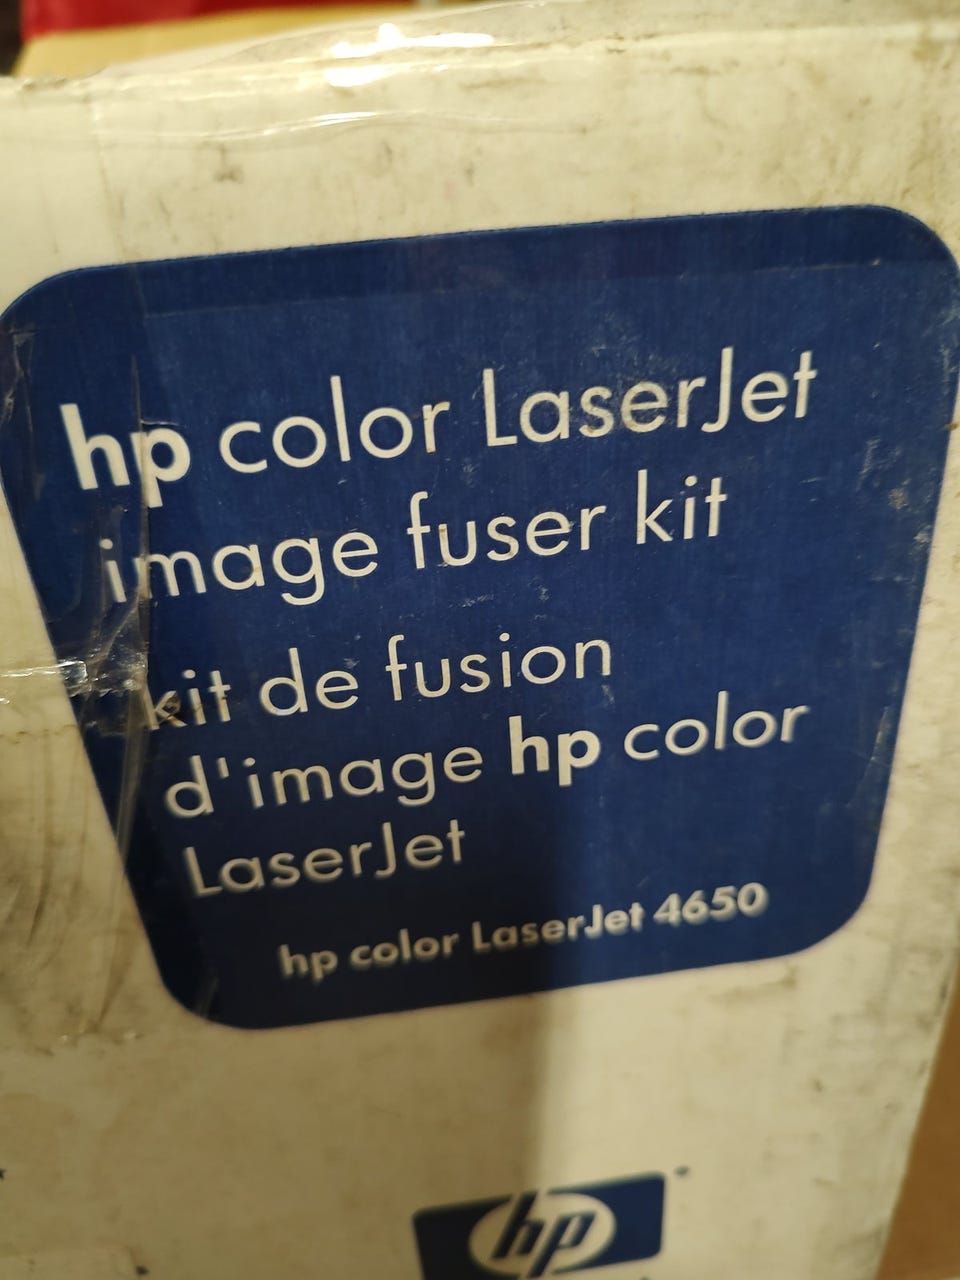 hp color LaserJet
image fuser kit
kit de fusion
d'image hp color
LaserJet
hp color LaserJet 4650
hp